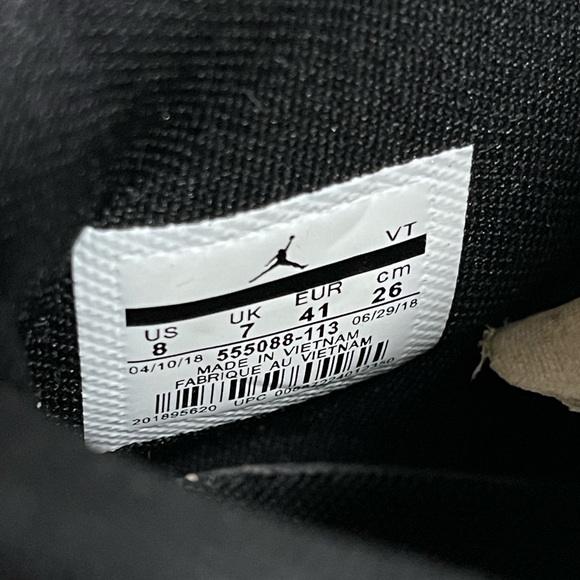 VT
US UK EUR cm
8 7 41 26
04/10/18 555088-113 06/29/18
MADE IN VIETNAM
FABRIQUE AU VIETNAM
201895620 UPC